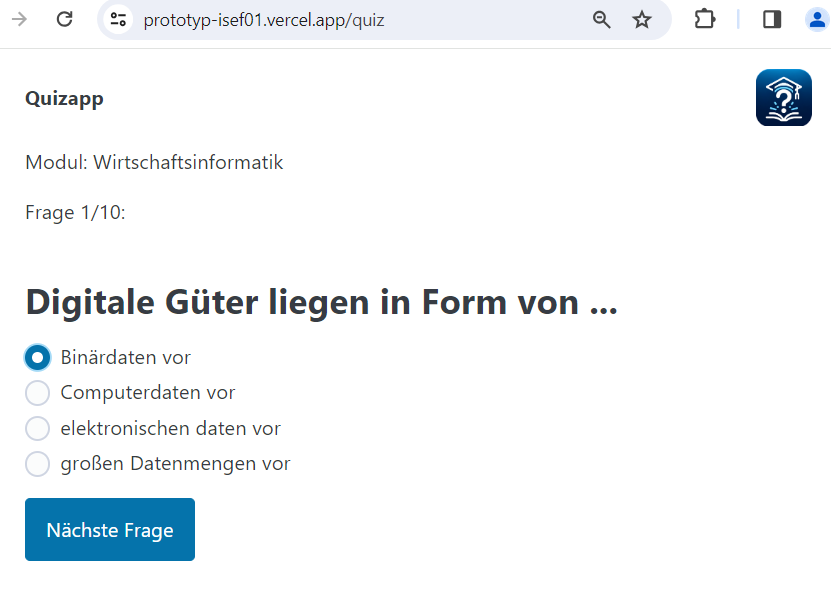 prototyp-isef01.vercel.app/quiz
Quizapp
Modul: Wirtschaftsinformatik
Frage 1/10:
Digitale Güter liegen in Form von ...
Binärdaten vor
Computerdaten vor
elektronischen daten vor
großen Datenmengen vor
Nächste Frage